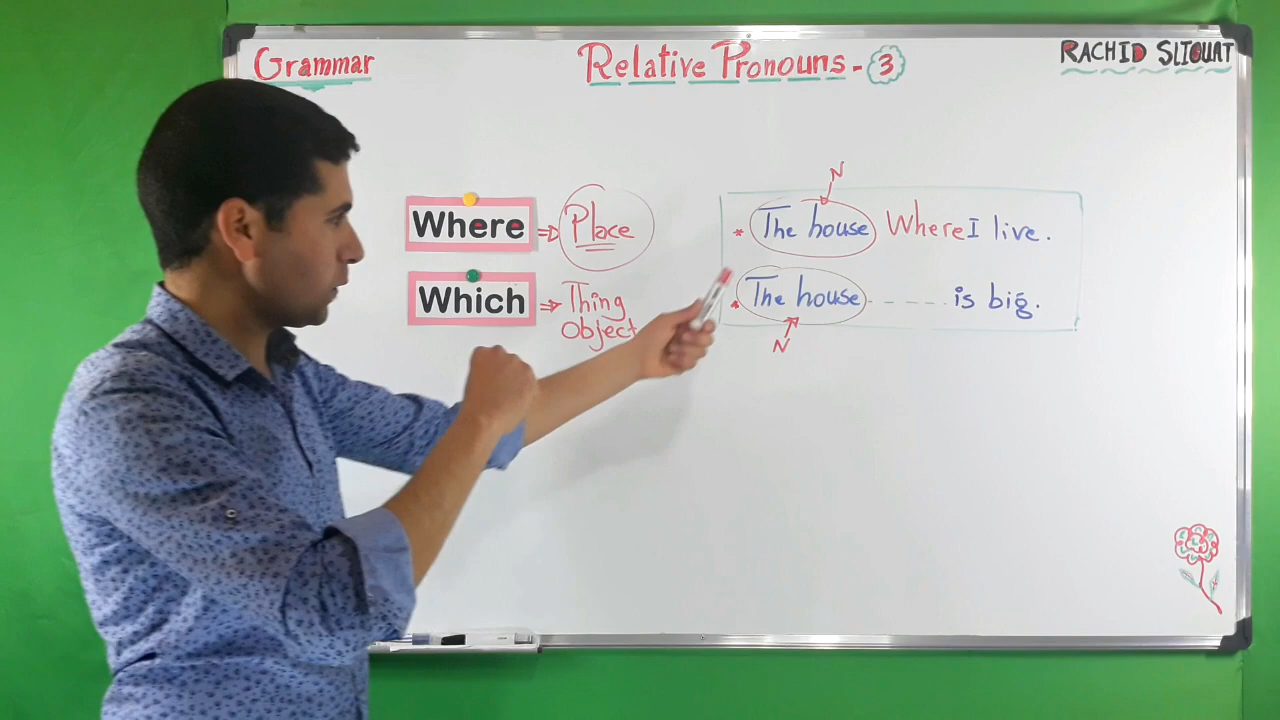 Grammar
Relative Pronouns - 3
RACHID SLIOUAT
N
Where ⇒ Place
* The house Where I live.
Which ⇒ Thing
Object
* The house ------ is big.
N